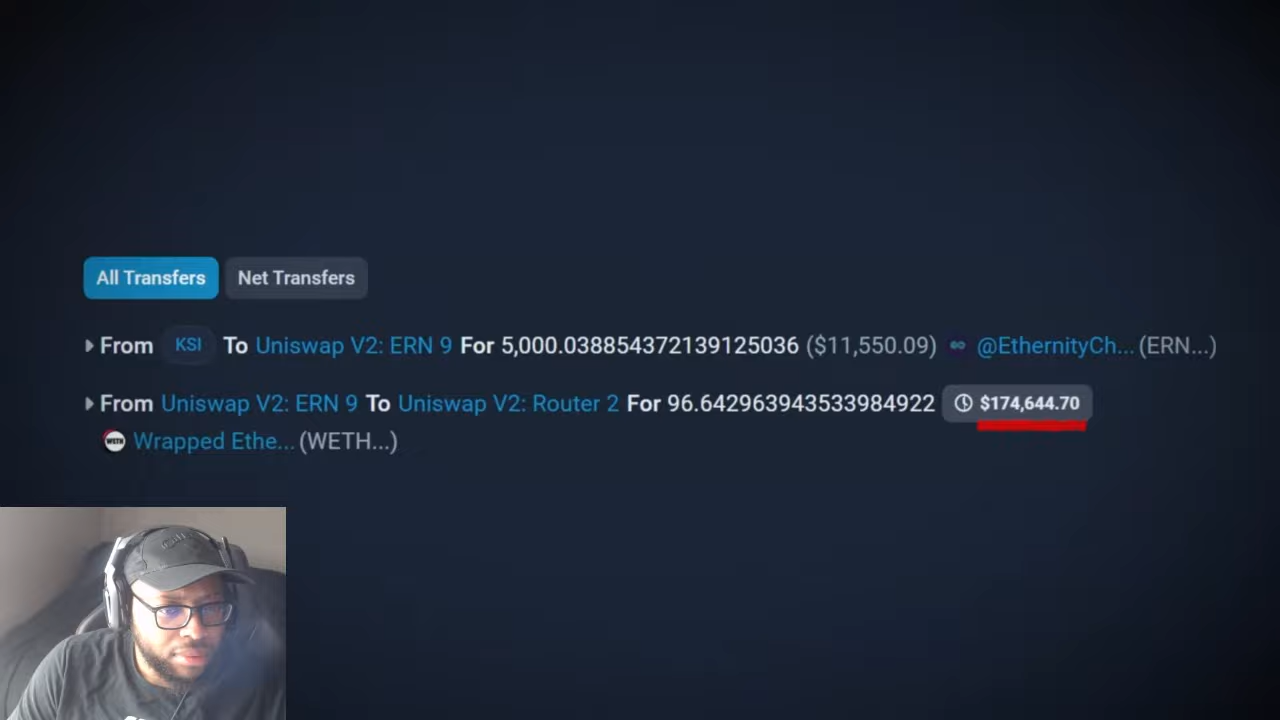 All Transfers Net Transfers
From KSI To Uniswap V2: ERN 9 For 5,000.038854372139125036 ($11,550.09) @EthernityCh... (ERN...)
From Uniswap V2: ERN 9 To Uniswap V2: Router 2 For 96.642963943533984922 $174,644.70
WETH Wrapped Ethe... (WETH...)